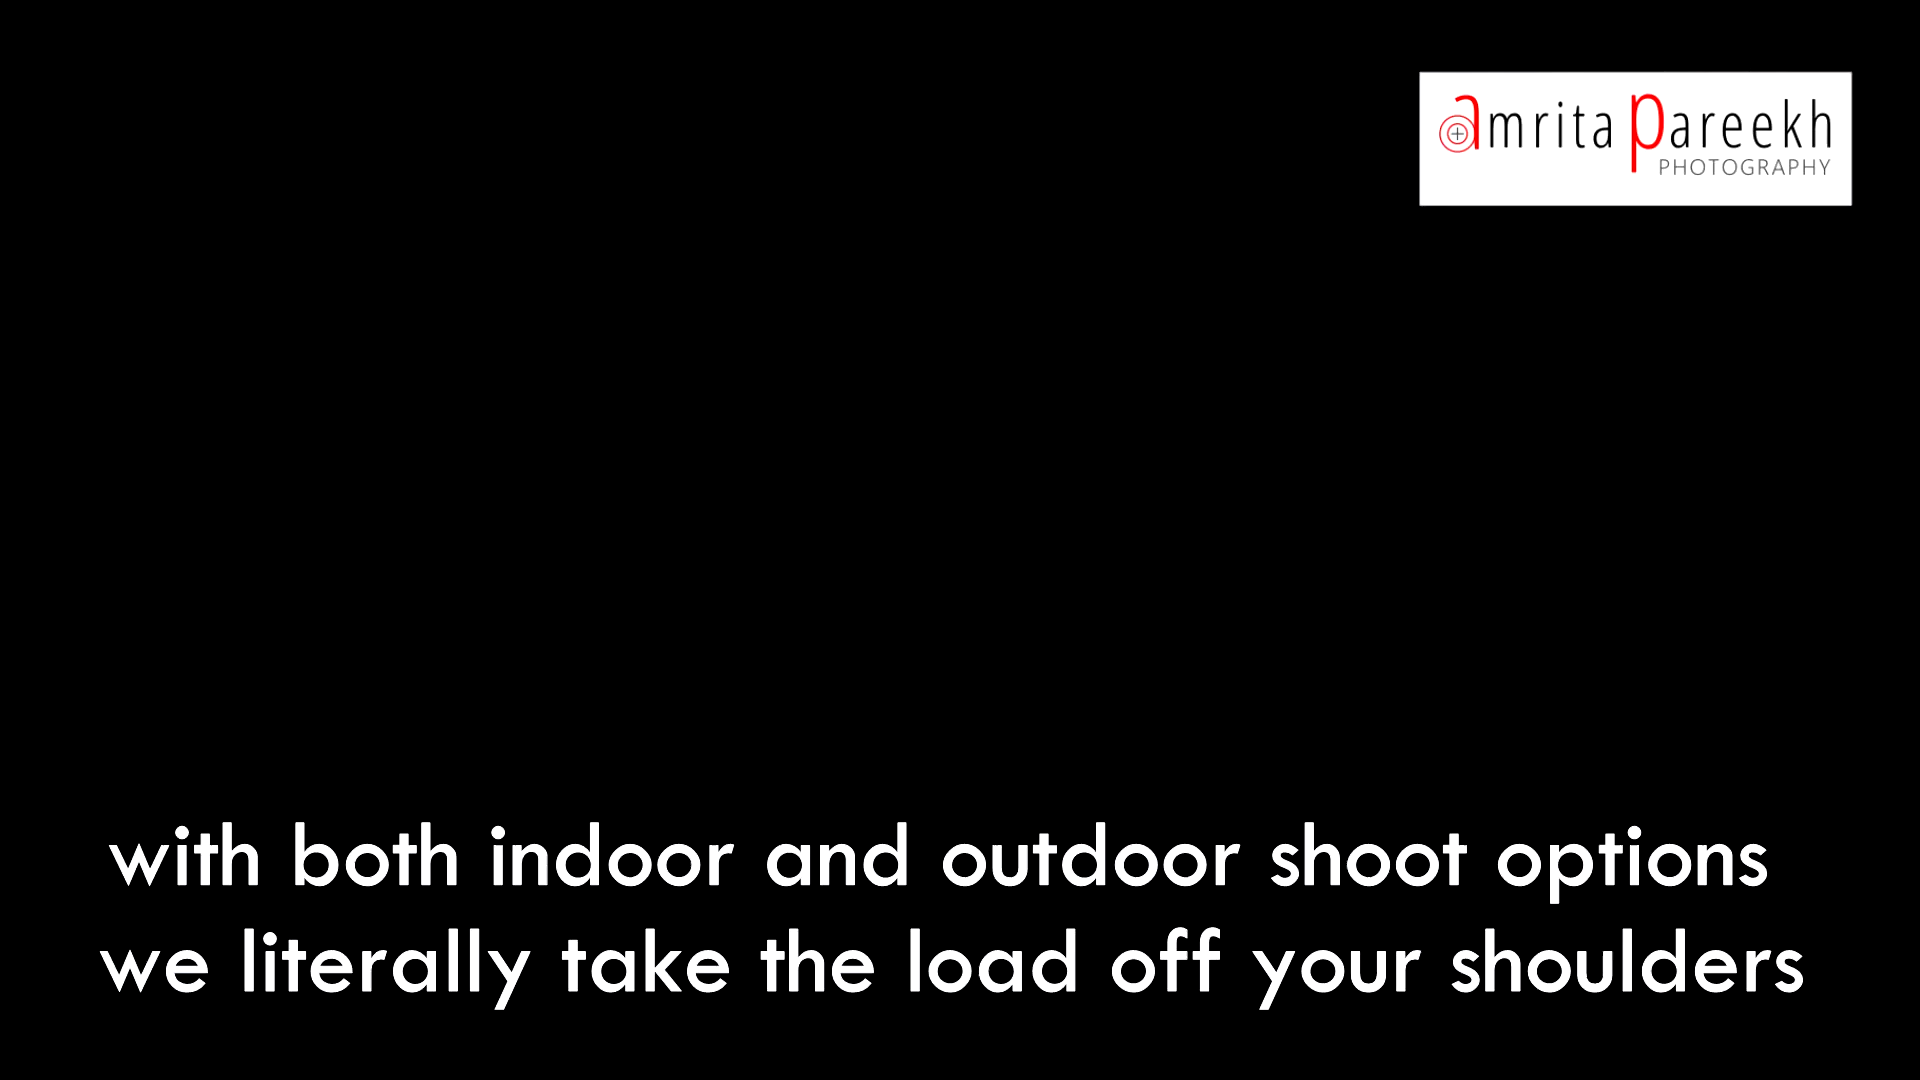 amrita pareekh
PHOTOGRAPHY
with both indoor and outdoor shoot options
we literally take the load off your shoulders